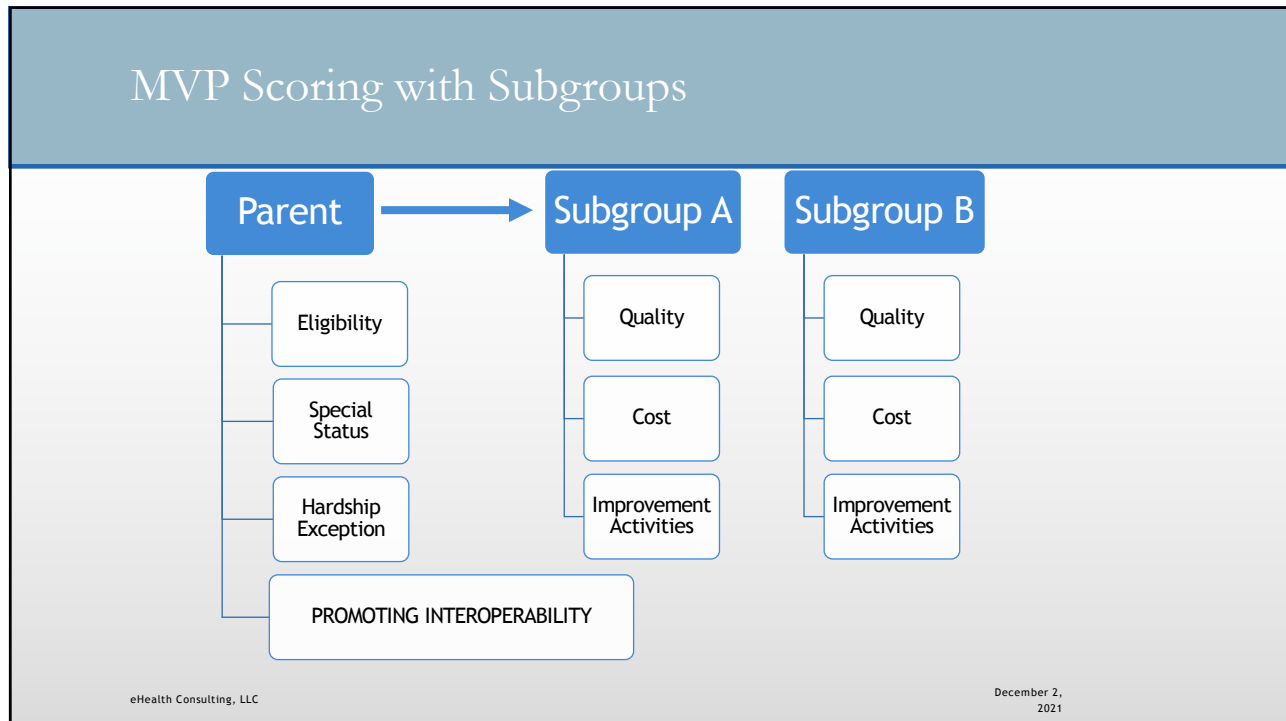 MVP Scoring with Subgroups
Parent
Eligibility
Special
Status
Hardship
Exception
PROMOTING INTEROPERABILITY
Subgroup A
Quality
Cost
Improvement
Activities
Subgroup B
Quality
Cost
Improvement
Activities
eHealth Consulting, LLC
December 2,
2021